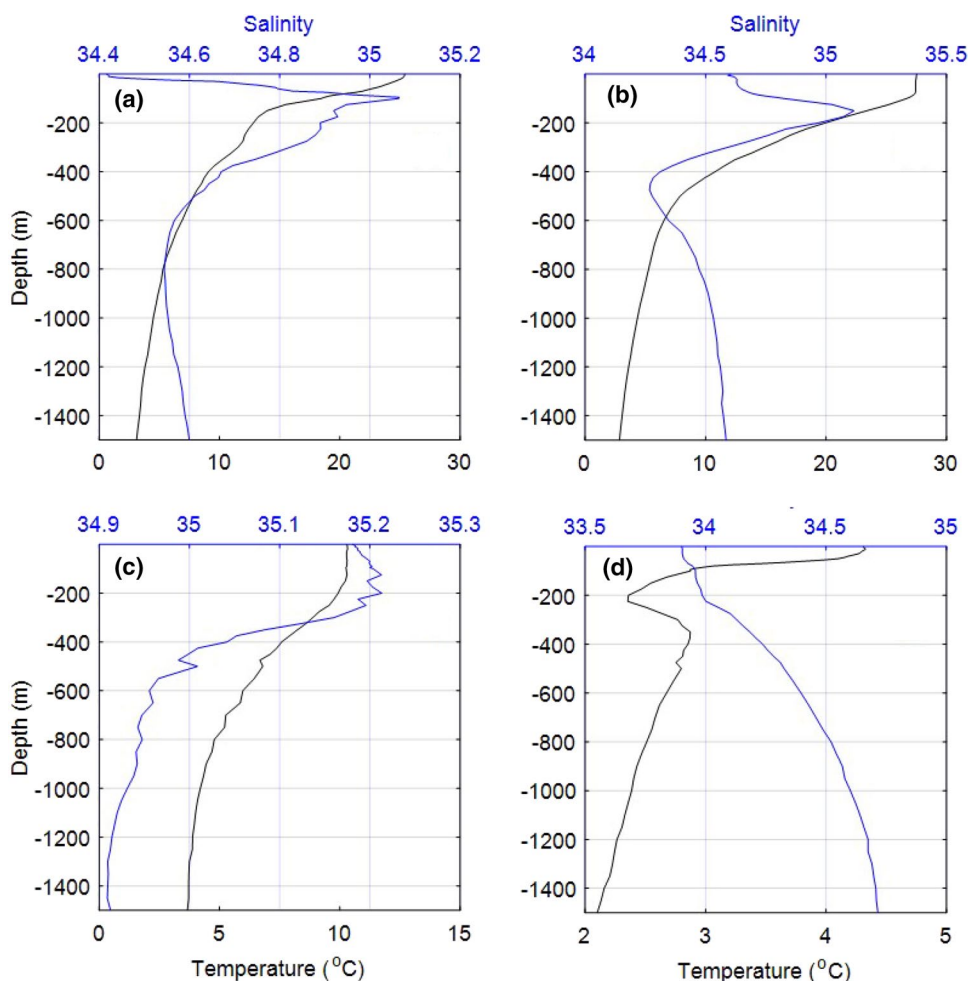 Salinity Salinity
34.4 34.6 34.8 35 35.2 34 34.5 35 35.5
(a) (b)
-200 -200
-400 -400
-600 -600
Depth (m)
-800 -800
-1000 -1000
-1200 -1200
-1400 -1400
0 10 20 30 0 10 20 30
34.9 35 35.1 35.2 35.3 33.5 34 34.5 35
(c) (d)
-200 -200
-400 -400
-600 -600
Depth (m)
-800 -800
-1000 -1000
-1200 -1200
-1400 -1400
0 5 10 15 2 3 4 5
Temperature (°C) Temperature (°C)